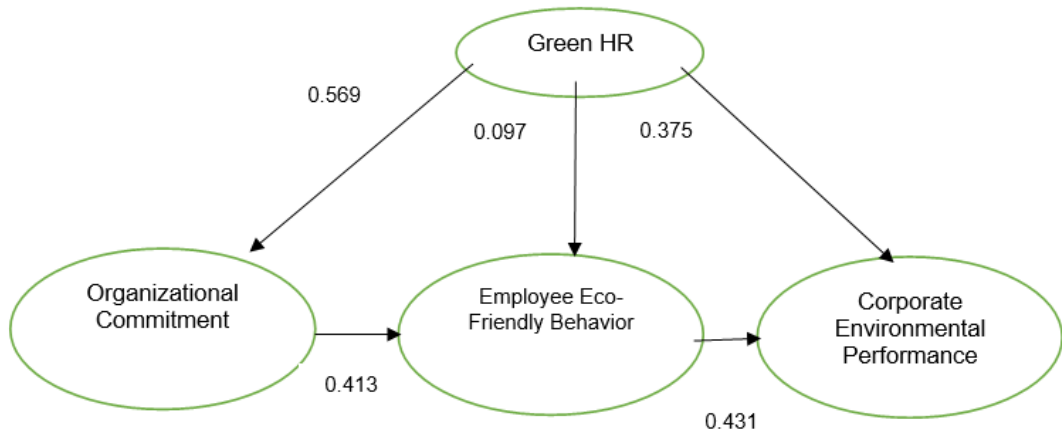 Green HR
0.569
0.097
0.375
Organizational
Commitment
Employee Eco-
Friendly Behavior
Corporate
Environmental
Performance
0.413
0.431